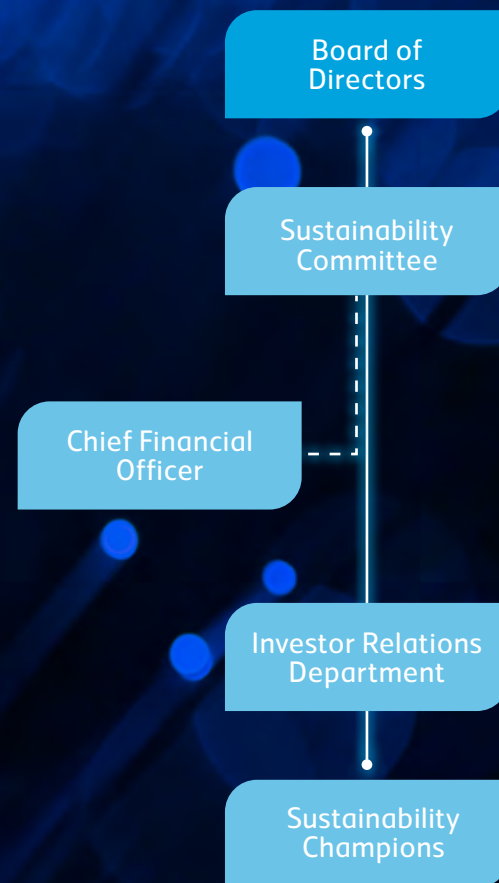 Board of
Directors
Sustainability
Committee
Chief Financial
Officer
Investor Relations
Department
Sustainability
Champions